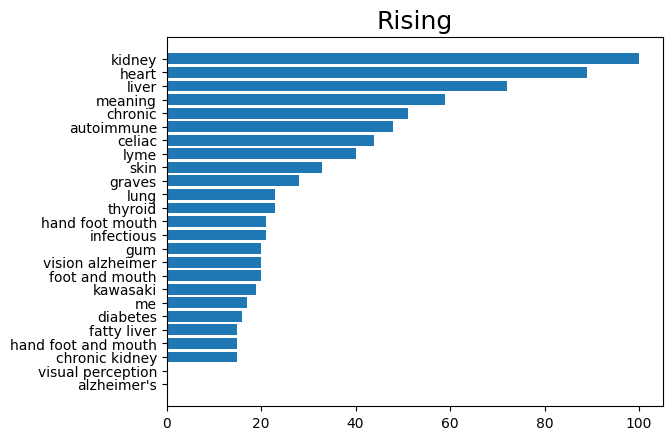 Rising
kidney
heart
liver
meaning
chronic
autoimmune
celiac
lyme
skin
graves
lung
thyroid
hand foot mouth
infectious
gum
vision alzheimer
foot and mouth
kawasaki
me
diabetes
fatty liver
hand foot and mouth
chronic kidney
visual perception
alzheimer's
0 20 40 60 80 100